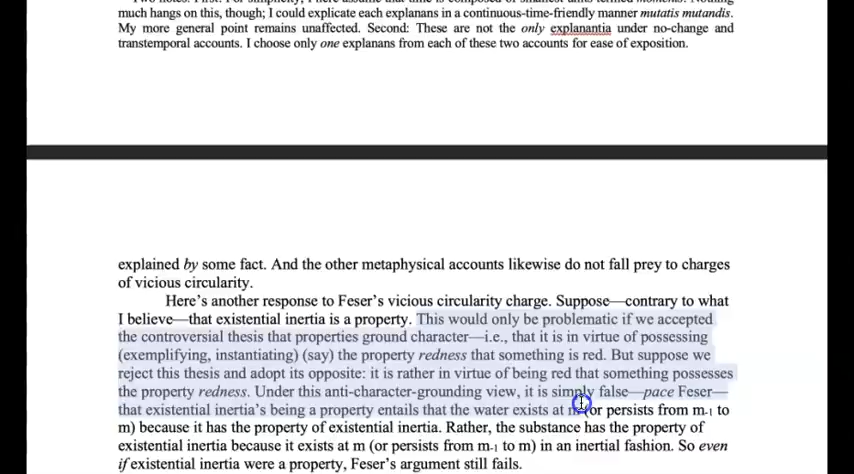 much hangs on this, though; I could explicate each explanans in a continuous-time-friendly manner mutatis mutandis.
My more general point remains unaffected. Second: These are not the only explanantia under no-change and
transtemporal accounts. I choose only one explanans from each of these two accounts for ease of exposition.
explained by some fact. And the other metaphysical accounts likewise do not fall prey to charges
of vicious circularity.
Here's another response to Feser's vicious circularity charge. Suppose—contrary to what
I believe—that existential inertia is a property. This would only be problematic if we accepted
the controversial thesis that properties ground character—i.e., that it is in virtue of possessing
(exemplifying, instantiating) (say) the property redness that something is red. But suppose we
reject this thesis and adopt its opposite: it is rather in virtue of being red that something possesses
the property redness. Under this anti-character-grounding view, it is simply false—pace Feser—
that existential inertia's being a property entails that the water exists at (or persists from m-1 to
m) because it has the property of existential inertia. Rather, the substance has the property of
existential inertia because it exists at m (or persists from m-1 to m) in an inertial fashion. So even
if existential inertia were a property, Feser's argument still fails.